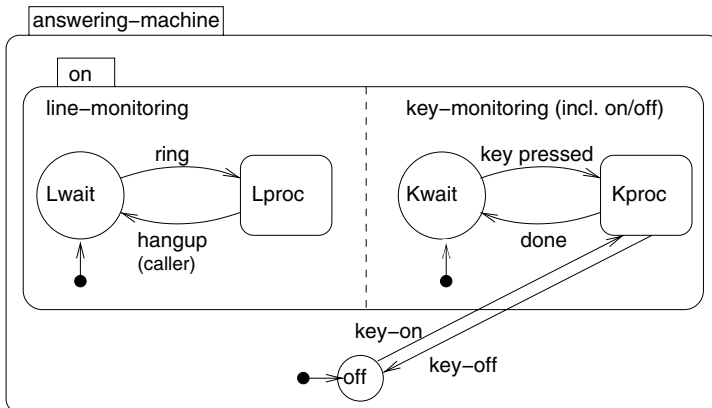 answering–machine
on
line–monitoring
key–monitoring (incl. on/off)
ring
key pressed
Lwait
Lproc
Kwait
Kproc
hangup
(caller)
done
key–on
key–off
off